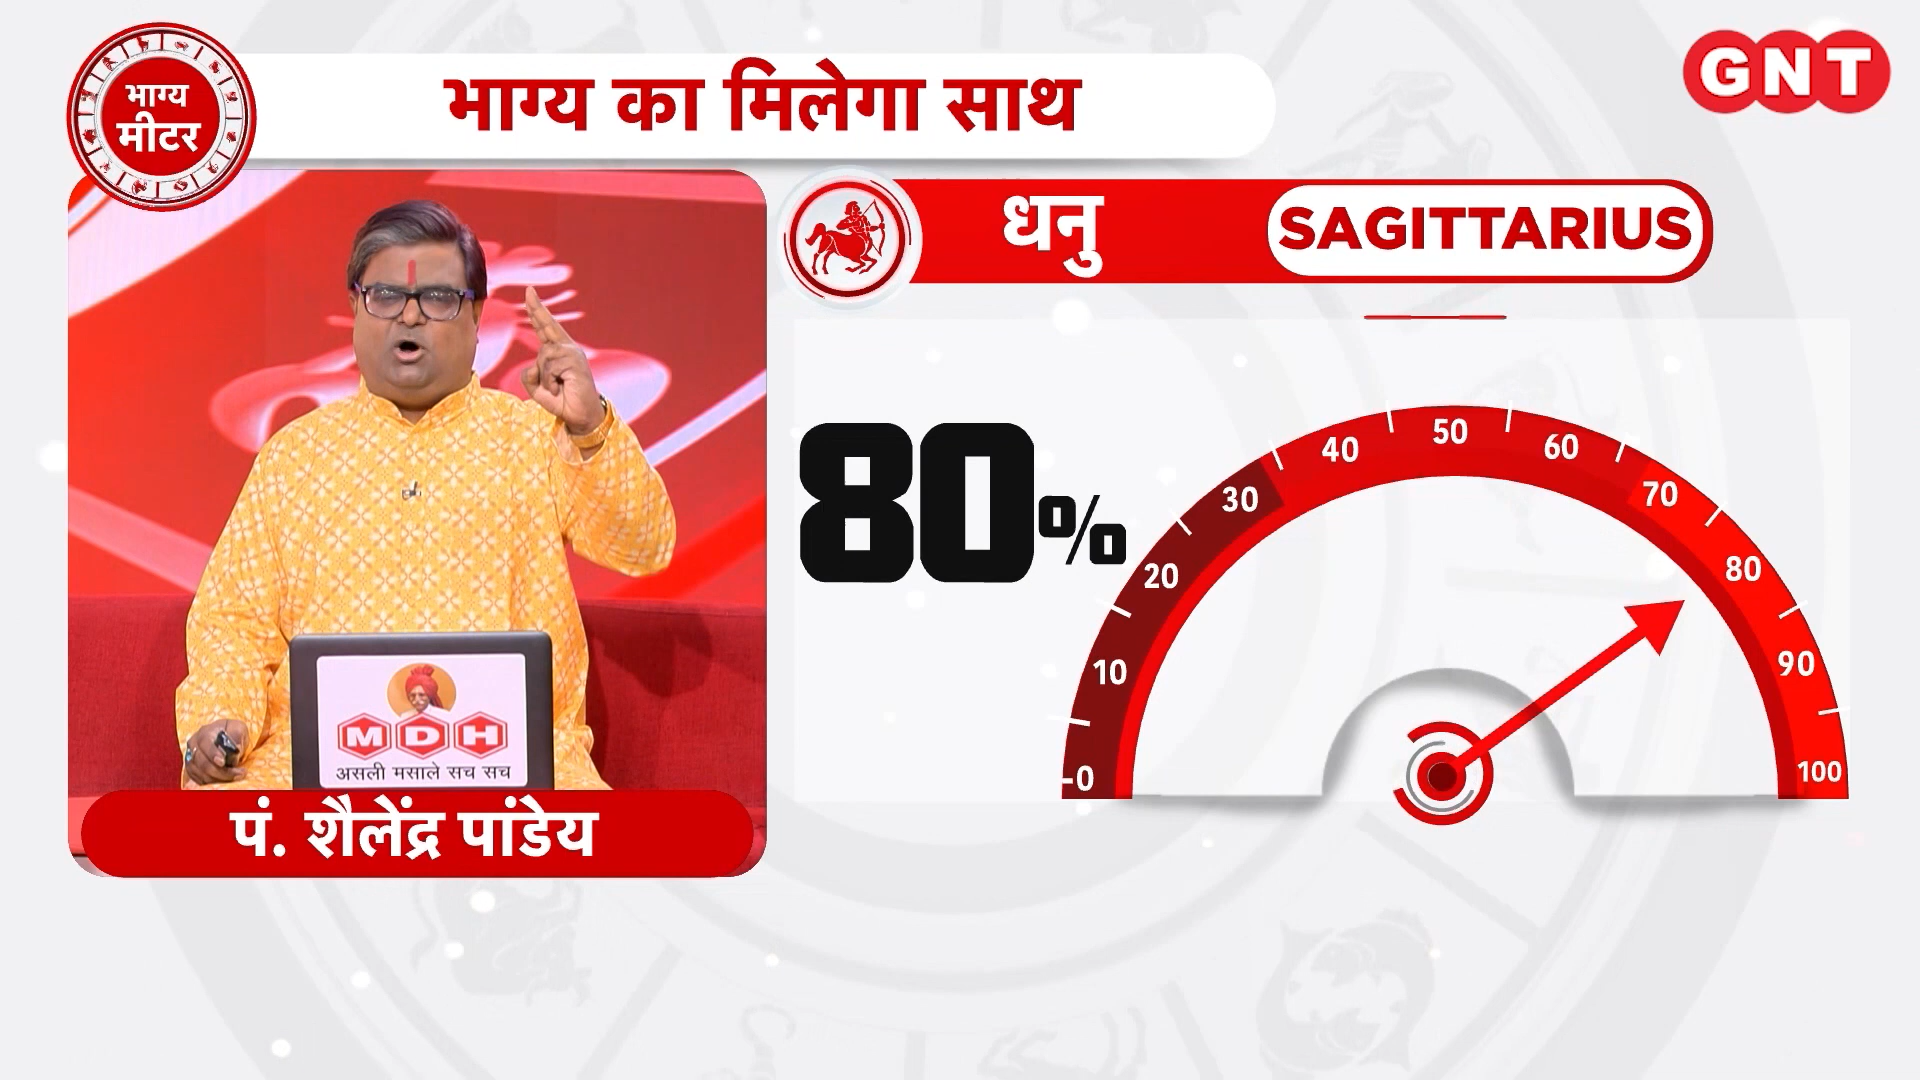 भाग्य
मीटर
भाग्य का मिलेगा साथ
GNT
धनु
SAGITTARIUS
80%
-0
10
20
30
40
50
60
70
80
90
100
MDH
असली मसाले सच सच
पं. शैलेंद्र पांडेय